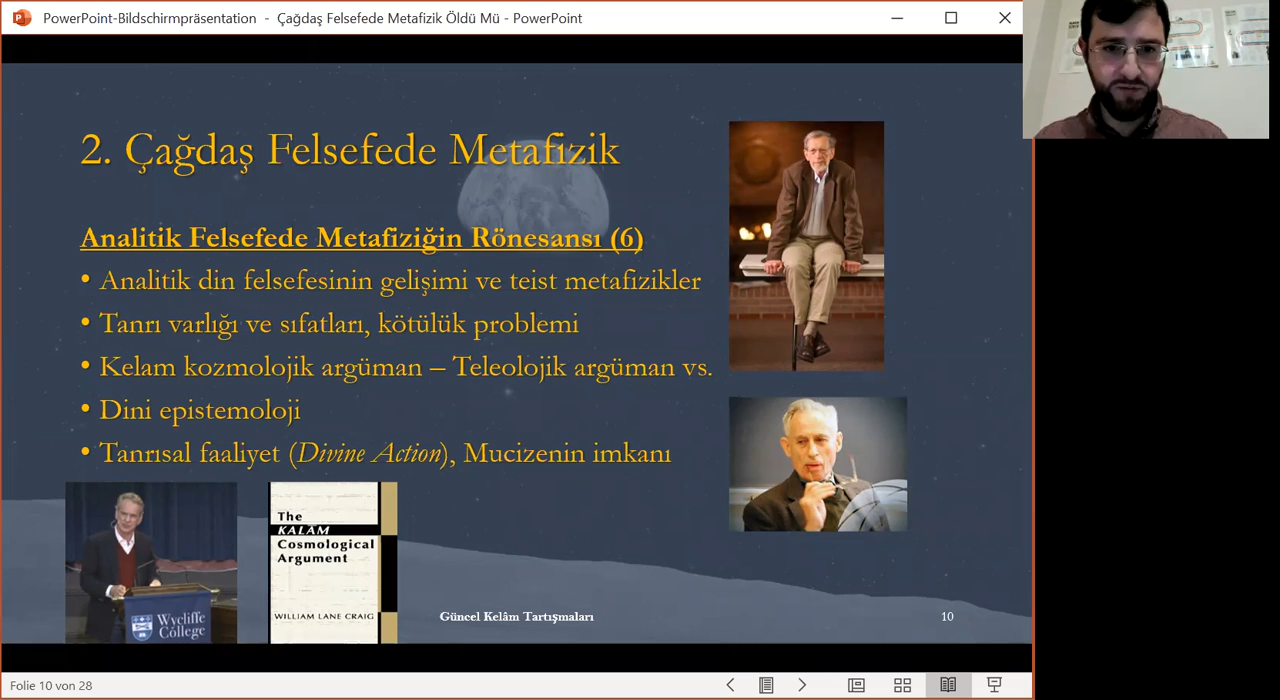 PowerPoint-Bildschirmpräsentation - Çağdaş Felsefede Metafizik Öldü Mü - PowerPoint
2. Çağdaş Felsefede Metafizik
Analitik Felsefede Metafiziğin Rönesansı (6)
• Analitik din felsefesinin gelişimi ve teist metafizikler
• Tanrı varlığı ve sıfatları, kötülük problemi
• Kelam kozmolojik argüman – Teleolojik argüman vs.
• Dini epistemoloji
• Tanrısal faaliyet (Divine Action), Mucizenin imkanı
Wycliffe
College
The
KALAM
Cosmological
Argument
WILLIAM LANE CRAIG
Güncel Kelâm Tartışmaları
10
Folie 10 von 28